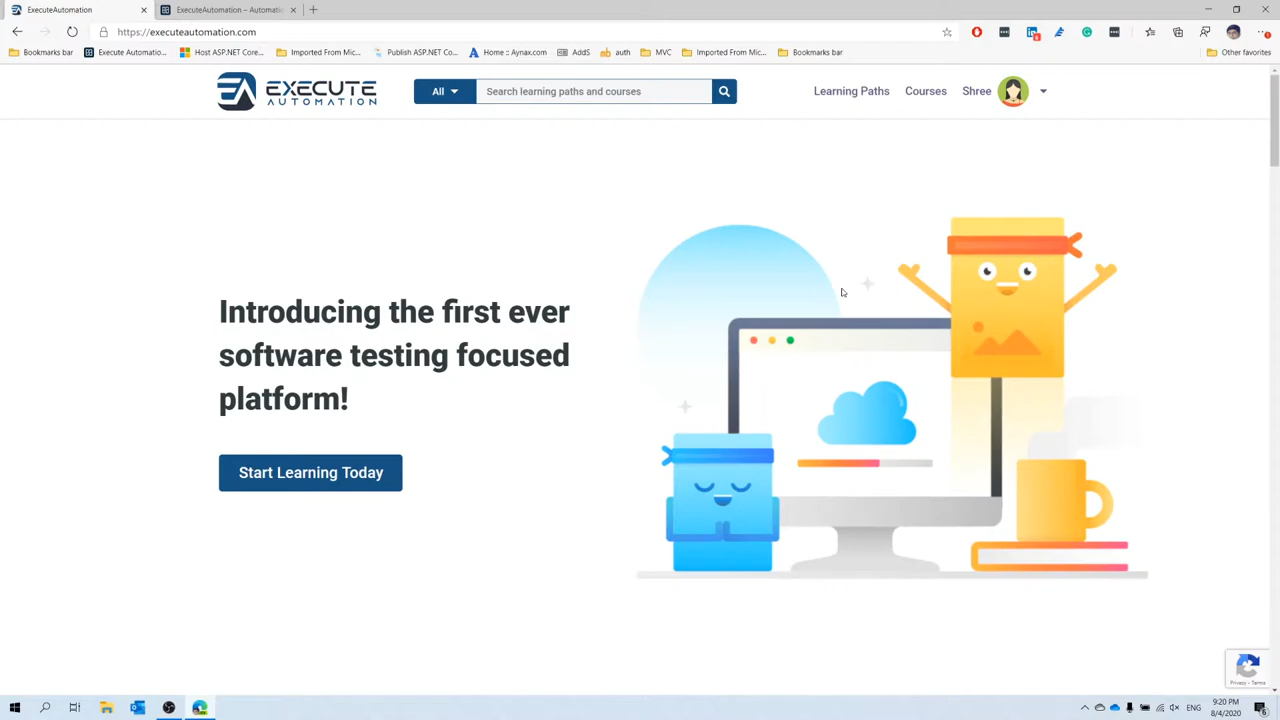 ExecuteAutomation
ExecuteAutomation – Automatio
https://executeautomation.com
Bookmarks bar
Execute Automatio...
Host ASP.NET Core...
Imported From Mic...
Publish ASP.NET Co...
Home :: Aynax.com
AddS
auth
MVC
Imported From Mic...
Bookmarks bar
Other favorites
EXECUTE
AUTOMATION
All
Search learning paths and courses
Learning Paths
Courses
Shree
Introducing the first ever
software testing focused
platform!
Start Learning Today
Privacy - Terms
ENG
9:20 PM
8/4/2020
6